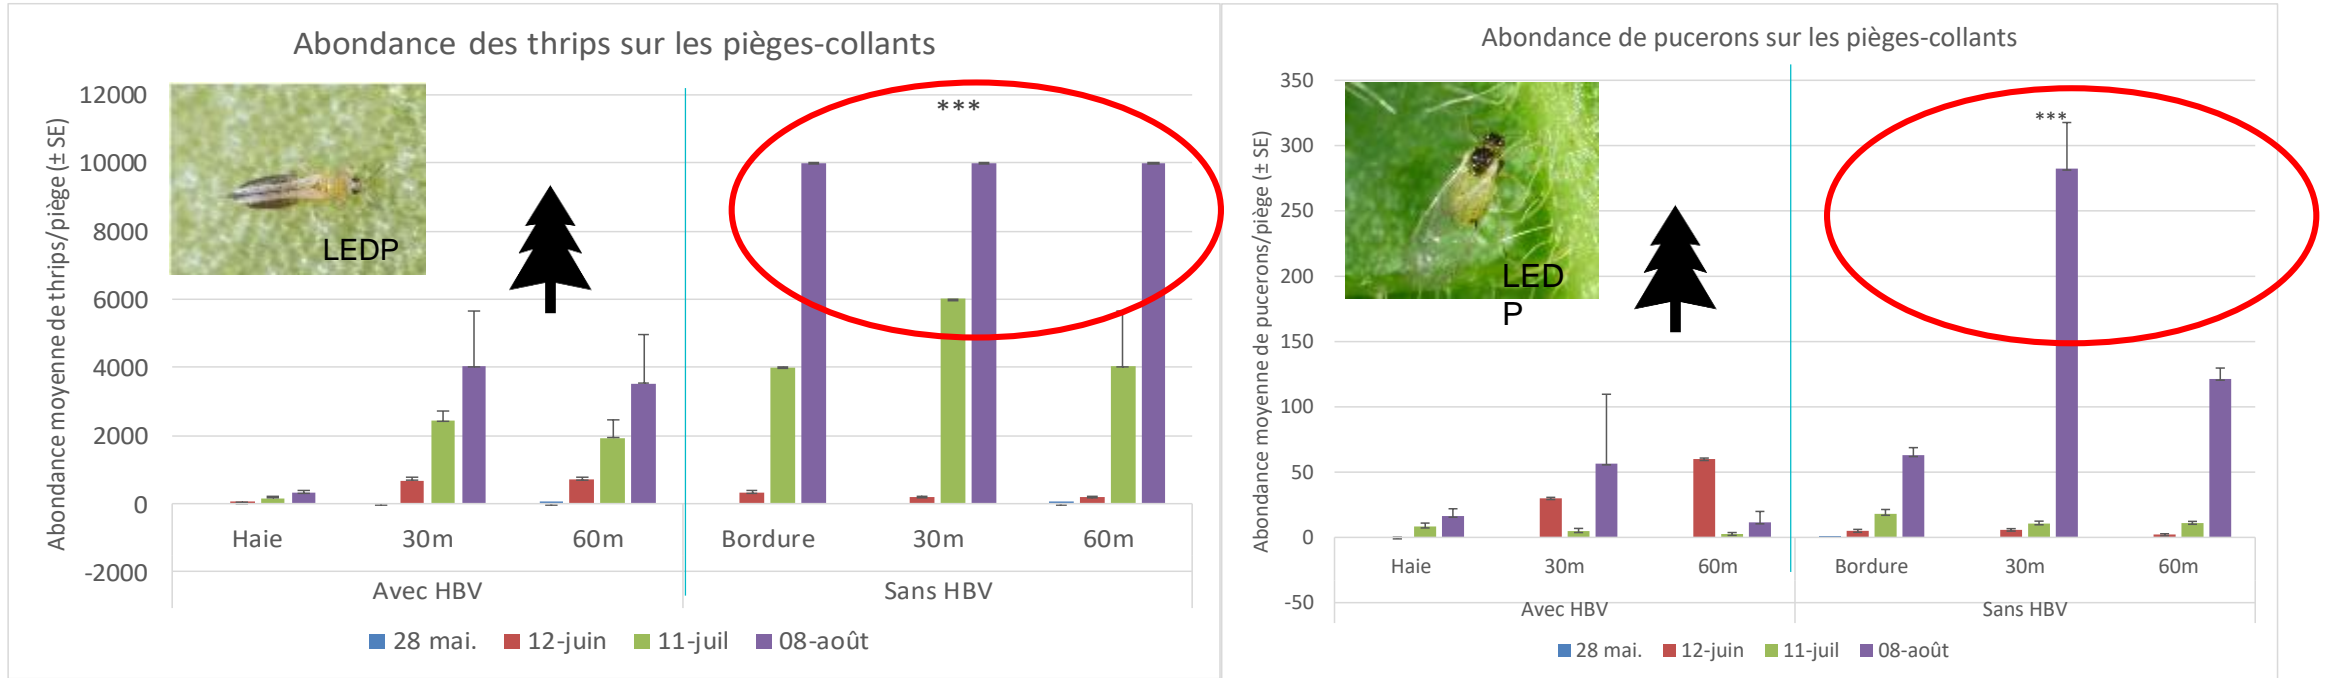 Abondance des thrips sur les pièges-collants
Abondance moyenne de thrips/piège (± SE)
12000
10000
8000
6000
4000
2000
0
-2000
LEDP
***
Haie 30m 60m Bordure 30m 60m
Avec HBV Sans HBV
28 mai. 12-juin 11-juil 08-août
Abondance de pucerons sur les pièges-collants
Abondance moyenne de pucerons/piège (± SE)
350
300
250
200
150
100
50
0
-50
LED
P
***
Haie 30m 60m Bordure 30m 60m
Avec HBV Sans HBV
28 mai. 12-juin 11-juil 08-août